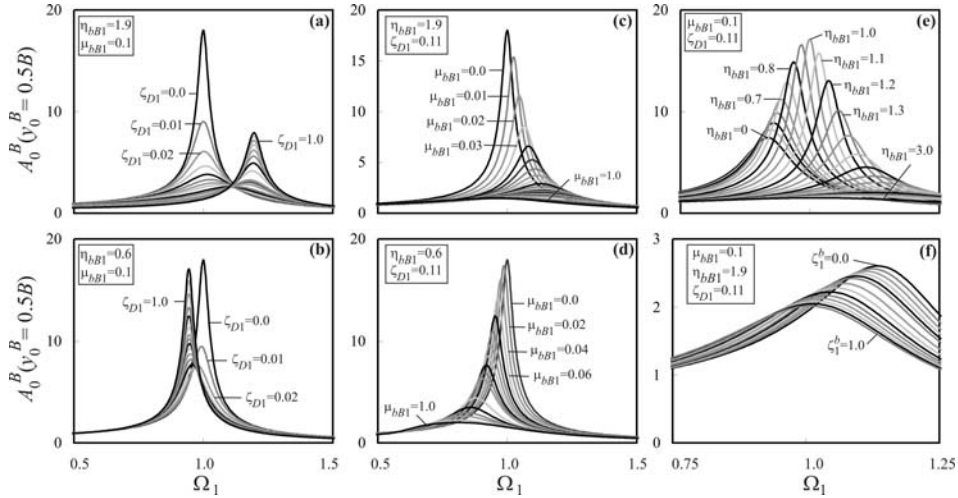 (a)
η_bB1=1.9
μ_bB1=0.1
ζ_D1=0.0
ζ_D1=0.01
ζ_D1=0.02
ζ_D1=1.0
20
10
0
A_0^B(v_0^B = 0.5B)
(c)
η_bB1=1.9
ζ_D1=0.11
μ_bB1=0.0
μ_bB1=0.01
μ_bB1=0.02
μ_bB1=0.03
μ_bB1=1.0
20
15
10
5
0
(e)
μ_bB1=0.1
ζ_D1=0.11
η_bB1=1.0
η_bB1=1.1
η_bB1=0.8
η_bB1=1.2
η_bB1=0.7
η_bB1=1.3
η_bB1=0
η_bB1=3.0
20
10
0
(b)
η_bB1=0.6
μ_bB1=0.1
ζ_D1=1.0
ζ_D1=0.0
ζ_D1=0.01
ζ_D1=0.02
20
10
0
A_0^B(v_0^B = 0.5B)
0.5 1.0 1.5
Ω_1
(d)
η_bB1=0.6
ζ_D1=0.11
μ_bB1=0.0
μ_bB1=0.02
μ_bB1=0.04
μ_bB1=0.06
μ_bB1=1.0
20
10
0
0.5 1.0 1.5
Ω_1
(f)
μ_bB1=0.1
η_bB1=1.9
ζ_D1=0.11
ζ_1^b=0.0
ζ_1^b=1.0
3
2
1
0
0.75 1.0 1.25
Ω_1